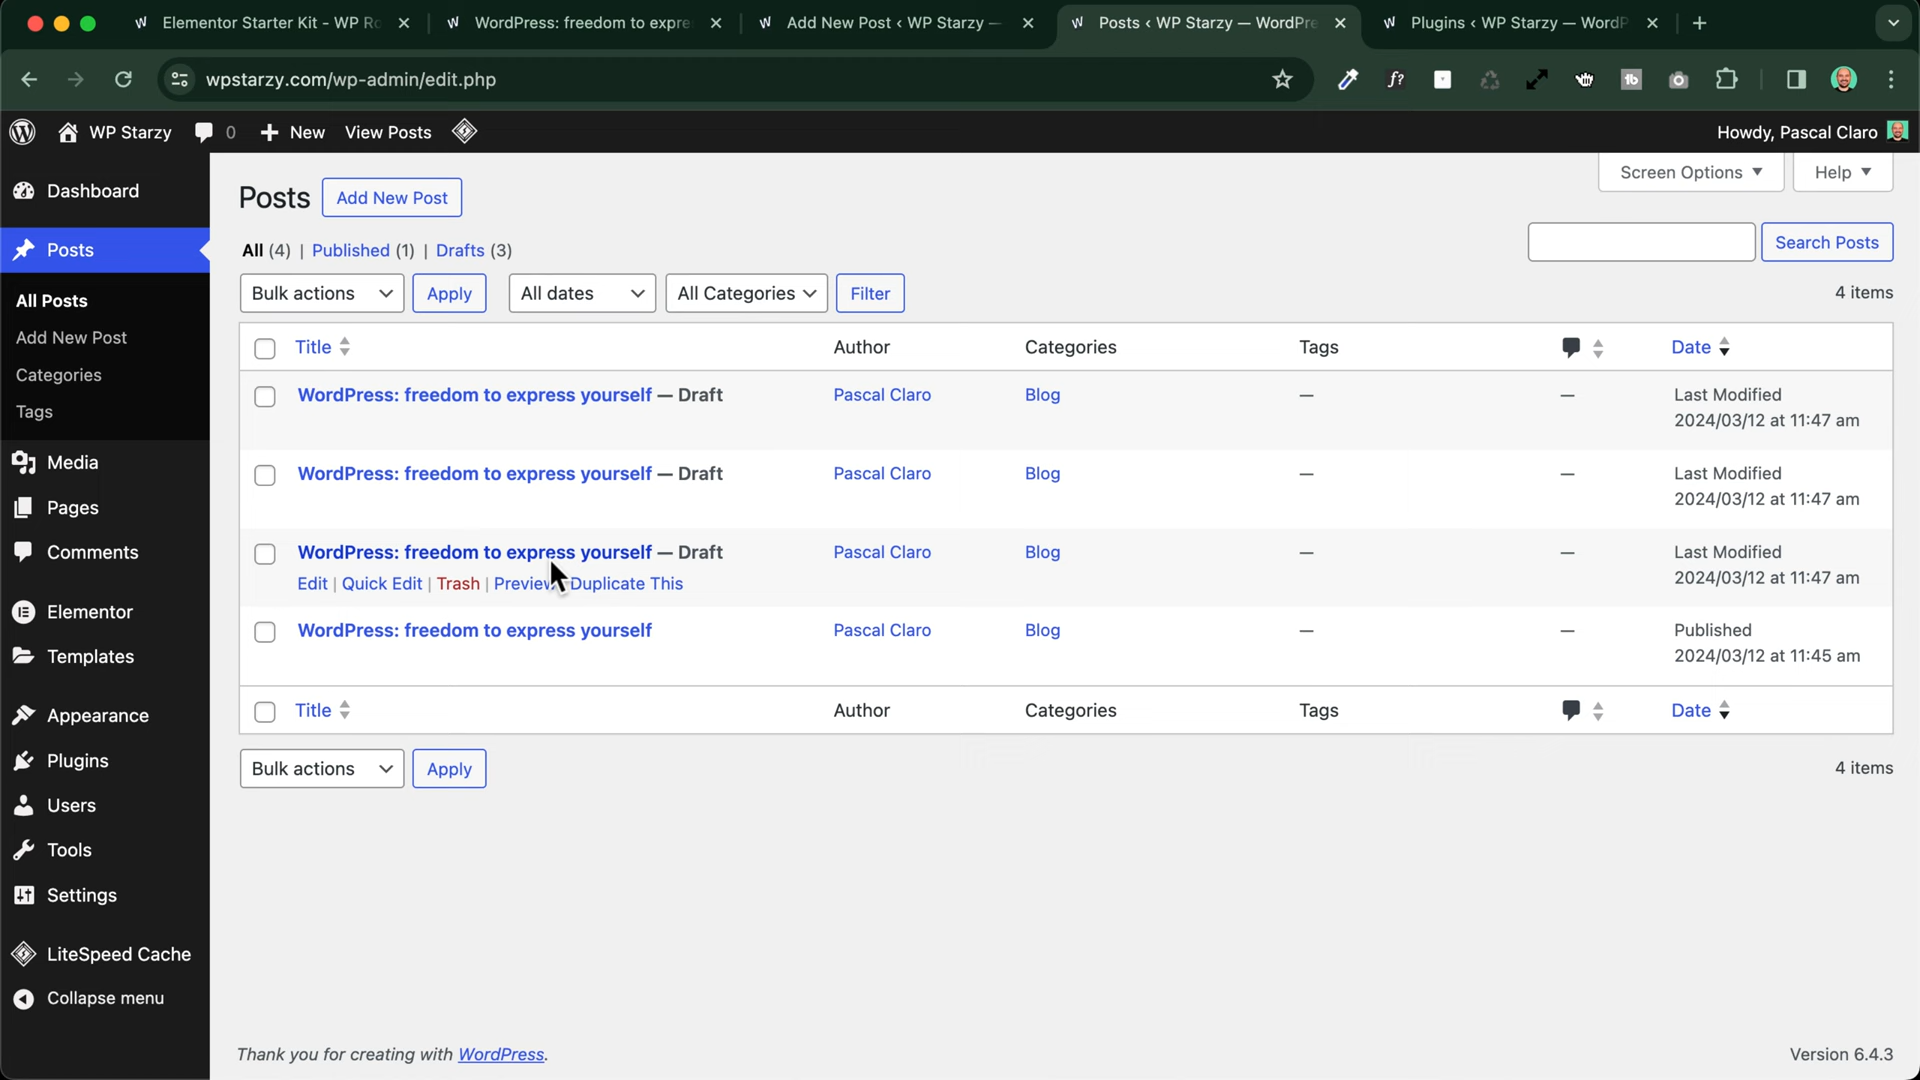 Elementor Starter Kit - WP Ro
WordPress: freedom to expre
Add New Post ‹ WP Starzy —
Posts ‹ WP Starzy — WordPre
Plugins ‹ WP Starzy — WordP
wpstarzy.com/wp-admin/edit.php
f?
tb
WP Starzy
0
New
View Posts
Howdy, Pascal Claro
Dashboard
Posts
All Posts
Add New Post
Categories
Tags
Media
Pages
Comments
Elementor
Templates
Appearance
Plugins
Users
Tools
Settings
LiteSpeed Cache
Collapse menu
Screen Options
Help
Posts
Add New Post
All (4) | Published (1) | Drafts (3)
Search Posts
Bulk actions
Apply
All dates
All Categories
Filter
4 items
Title Author Categories Tags Date
WordPress: freedom to express yourself — Draft Pascal Claro Blog — — Last Modified
2024/03/12 at 11:47 am
WordPress: freedom to express yourself — Draft Pascal Claro Blog — — Last Modified
2024/03/12 at 11:47 am
WordPress: freedom to express yourself — Draft Pascal Claro Blog — — Last Modified
2024/03/12 at 11:47 am
Edit | Quick Edit | Trash | Preview Duplicate This
WordPress: freedom to express yourself Pascal Claro Blog — — Published
2024/03/12 at 11:45 am
Title Author Categories Tags Date
Bulk actions
Apply
4 items
Thank you for creating with WordPress.
Version 6.4.3